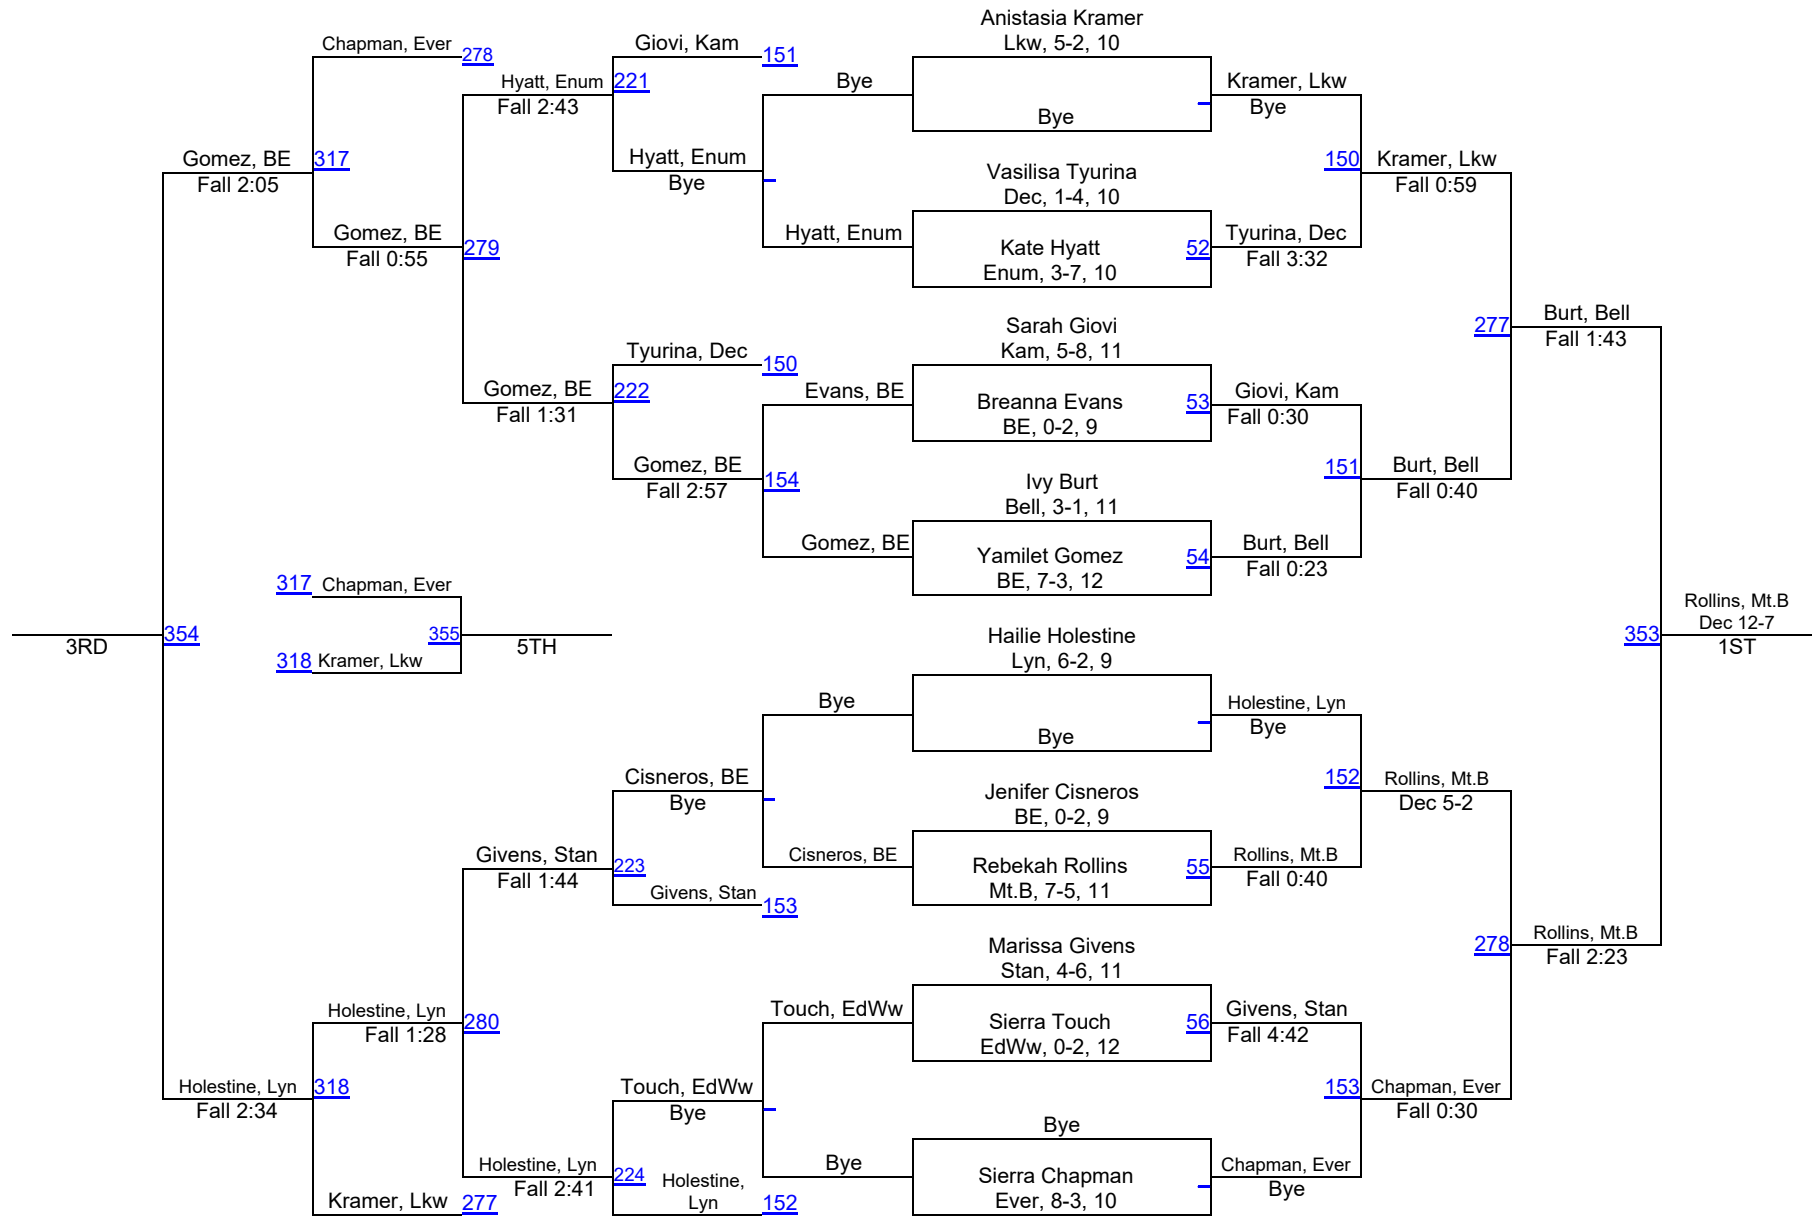 Anistasia Kramer
Lkw, 5-2, 10
Bye
Vasilisa Tyurina
Dec, 1-4, 10
Kate Hyatt
Enum, 3-7, 10
52
Sarah Giovi
Kam, 5-8, 11
Breanna Evans
BE, 0-2, 9
53
Ivy Burt
Bell, 3-1, 11
Yamilet Gomez
BE, 7-3, 12
54
Hailie Holestine
Lyn, 6-2, 9
Bye
Jenifer Cisneros
BE, 0-2, 9
Rebekah Rollins
Mt.B, 7-5, 11
55
Marissa Givens
Stan, 4-6, 11
Sierra Touch
EdWw, 0-2, 12
56
Bye
Sierra Chapman
Ever, 8-3, 10
Kramer, Lkw
Bye
150
Tyurina, Dec
Fall 3:32
Giovi, Kam
Fall 0:30
151
Burt, Bell
Fall 0:23
Holestine, Lyn
Bye
152
Rollins, Mt.B
Fall 0:40
Givens, Stan
Fall 4:42
153
Chapman, Ever
Bye
Kramer, Lkw
Fall 0:59
277
Burt, Bell
Fall 0:40
Rollins, Mt.B
Dec 5-2
278
Chapman, Ever
Fall 0:30
Burt, Bell
Fall 1:43
353
Rollins, Mt.B
Fall 2:23
Rollins, Mt.B
Dec 12-7
1ST
Bye
Hyatt, Enum
Evans, BE
154
Gomez, BE
Bye
Cisneros, BE
Touch, EdWw
Bye
Giovi, Kam
151
221
Hyatt, Enum
Bye
Tyurina, Dec
150
222
Gomez, BE
Fall 2:57
Cisneros, BE
Bye
223
Givens, Stan
153
Touch, EdWw
Bye
224
Holestine,
Lyn
152
Hyatt, Enum
Fall 2:43
279
Gomez, BE
Fall 1:31
Givens, Stan
Fall 1:44
280
Holestine, Lyn
Fall 2:41
Chapman, Ever
278
317
Gomez, BE
Fall 0:55
Holestine, Lyn
Fall 1:28
318
Kramer, Lkw
277
Gomez, BE
Fall 2:05
354
Holestine, Lyn
Fall 2:34
3RD
317
Chapman, Ever
355
318
Kramer, Lkw
5TH